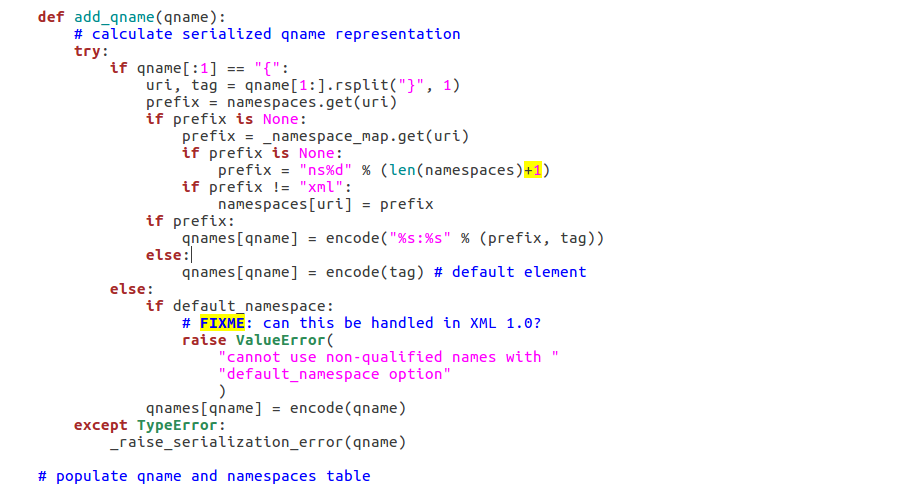 def add_qname(qname):
    # calculate serialized qname representation
    try:
        if qname[:1] == "{":
            uri, tag = qname[1:].rsplit("}", 1)
            prefix = namespaces.get(uri)
            if prefix is None:
                prefix = _namespace_map.get(uri)
                if prefix is None:
                    prefix = "ns%d" % (len(namespaces)+1)
                if prefix != "xml":
                    namespaces[uri] = prefix
            if prefix:
                qnames[qname] = encode("%s:%s" % (prefix, tag))
            else:
                qnames[qname] = encode(tag) # default element
        else:
            if default_namespace:
                # FIXME: can this be handled in XML 1.0?
                raise ValueError(
                    "cannot use non-qualified names with "
                    "default_namespace option"
                    )
            qnames[qname] = encode(qname)
    except TypeError:
        _raise_serialization_error(qname)

# populate qname and namespaces table